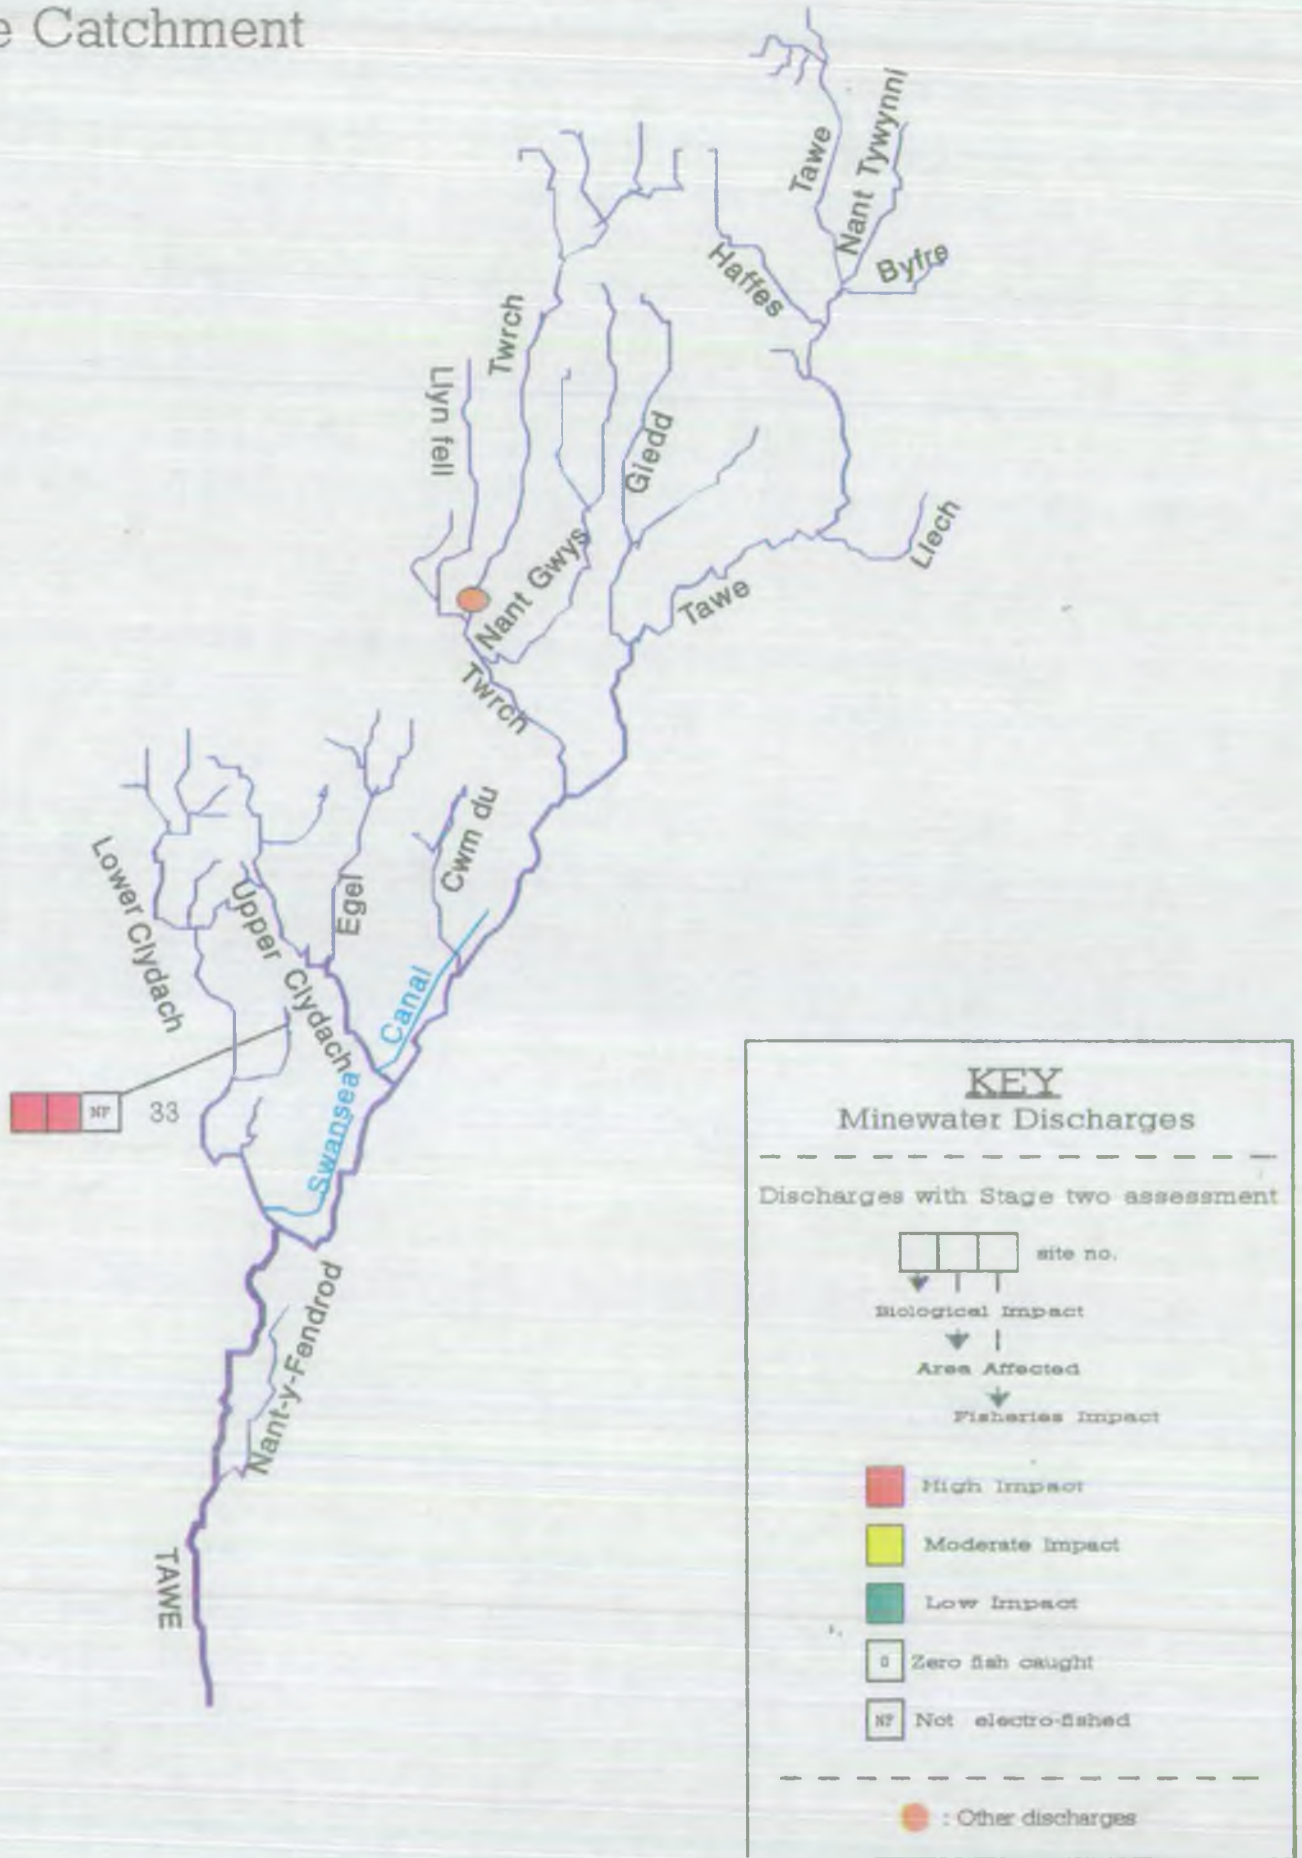 e Catchment
Tawe
Nant Tywynni
Byfre
Haffes
Twrch
Llyn fell
Giedd
Nant Gwys
Llech
Tawe
Twrch
Cwm du
Egel
Lower Clydach
Upper Clydach
Canal
Swansea
NF 33
Nant-y-Fendrod
TAWE
KEY
Minewater Discharges
Discharges with Stage two assessment
site no.
Biological Impact
Area Affected
Fisheries Impact
High Impact
Moderate Impact
Low Impact
0 Zero fish caught
NF Not electro-fished
: Other discharges